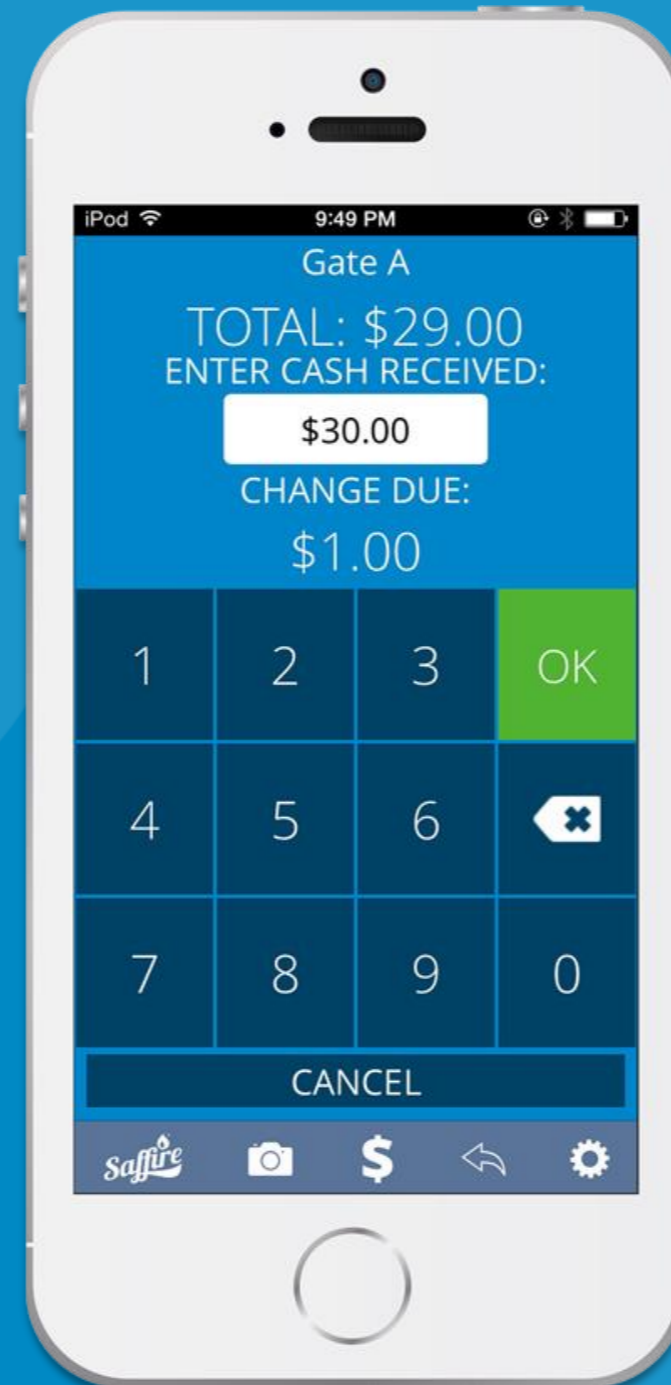 iPod 9:49 PM
Gate A
TOTAL: $29.00
ENTER CASH RECEIVED:
$30.00
CHANGE DUE:
$1.00
1 2 3 OK
4 5 6
7 8 9 0
CANCEL
Saffire $